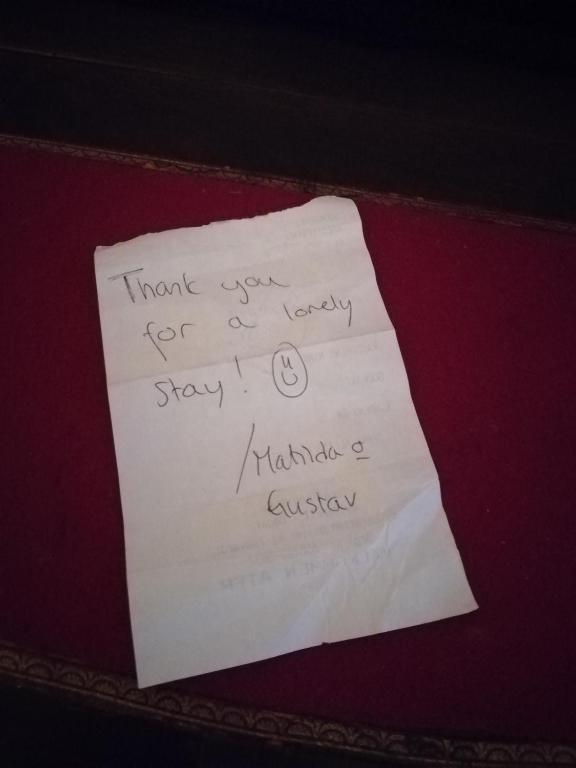 Thank you
for a lonely
stay! ☺
/Matilda o
Gustav